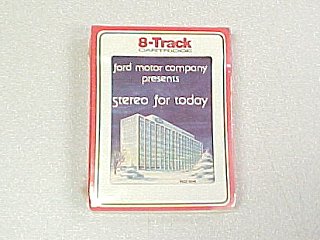 8-Track
CARTRIDGE
ford motor company
presents
stereo for today